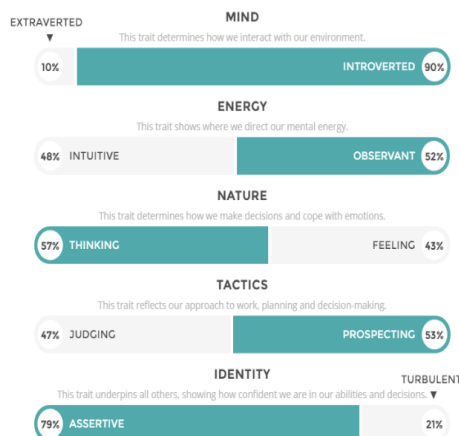 MIND
EXTRAVERTED
This trait determines how we interact with our environment.
10% INTROVERTED 90%
ENERGY
This trait shows where we direct our mental energy.
48% INTUITIVE OBSERVANT 52%
NATURE
This trait determines how we make decisions and cope with emotions.
57% THINKING FEELING 43%
TACTICS
This trait reflects our approach to work, planning and decision-making.
47% JUDGING PROSPECTING 53%
IDENTITY
TURBULENT
This trait underpins all others, showing how confident we are in our abilities and decisions.
79% ASSERTIVE 21%